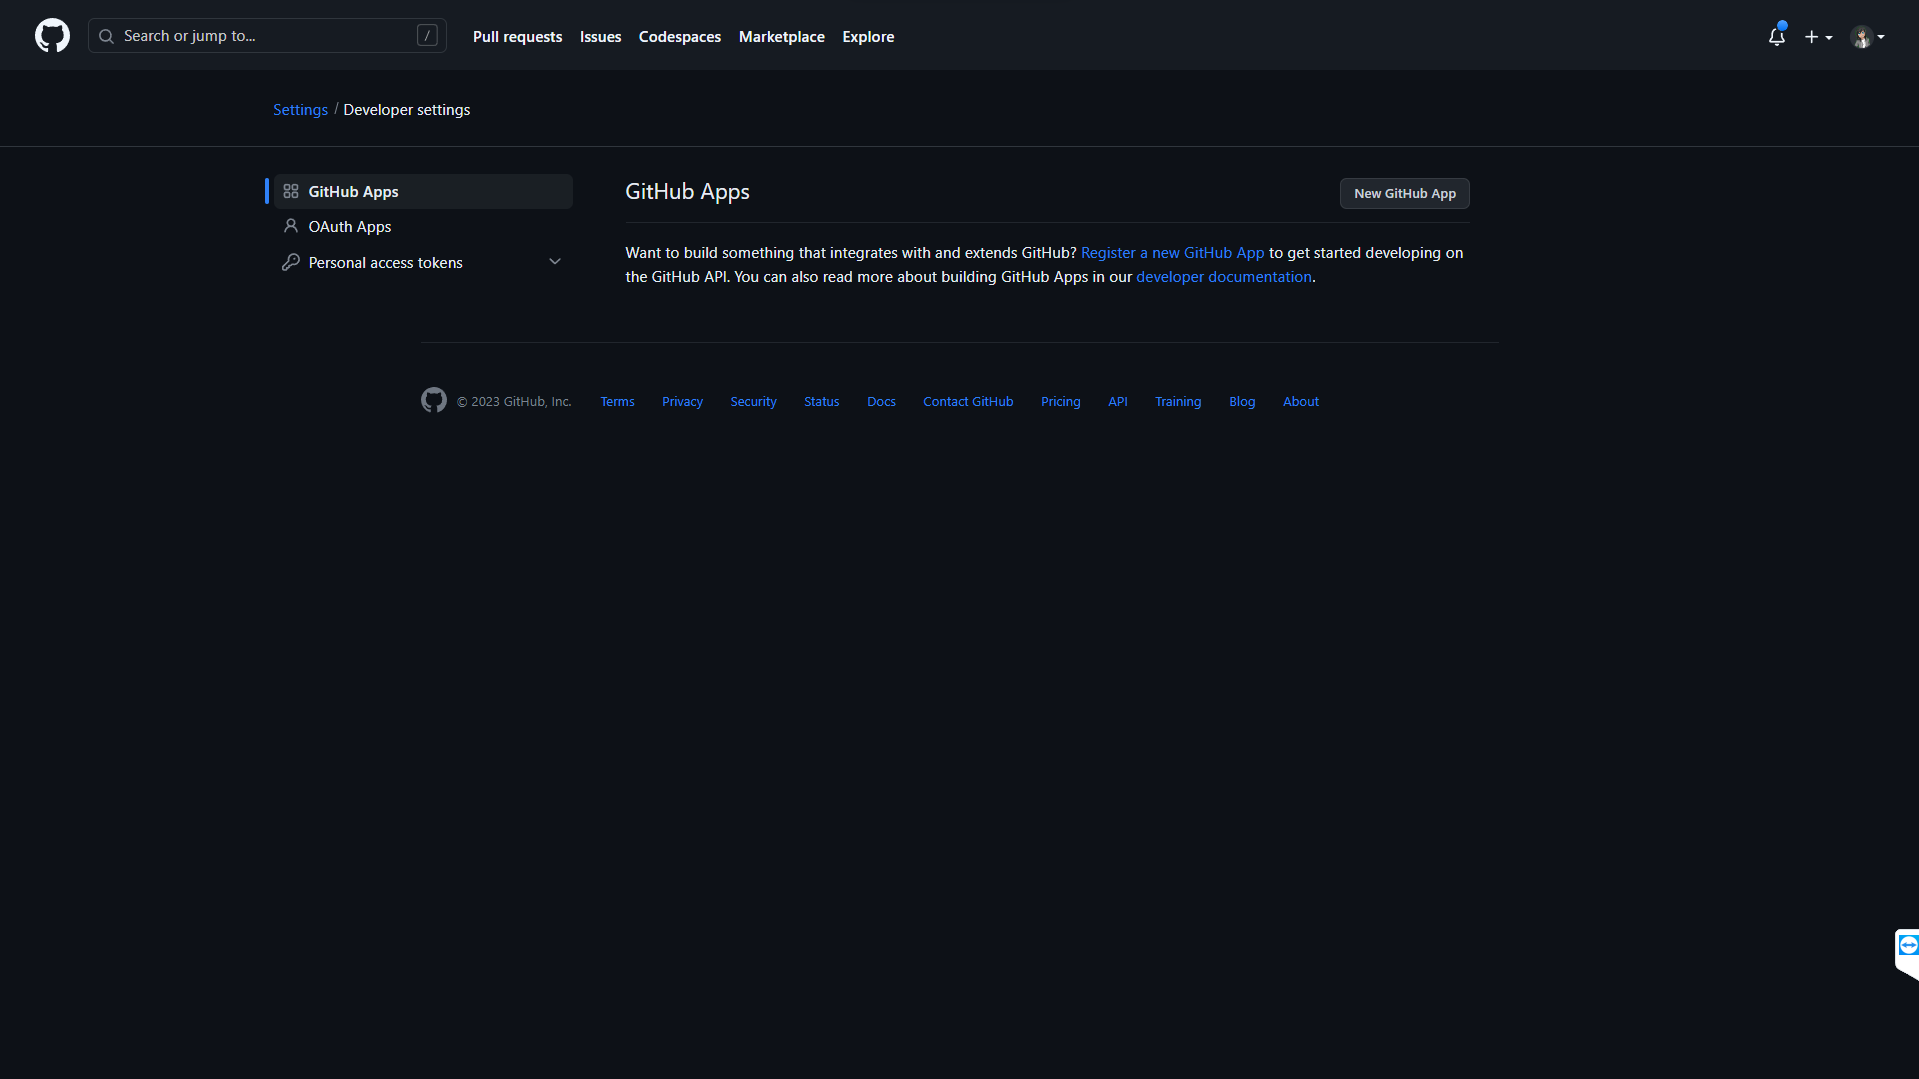 Search or jump to... /
Pull requests Issues Codespaces Marketplace Explore
Settings / Developer settings
GitHub Apps
OAuth Apps
Personal access tokens
GitHub Apps
New GitHub App
Want to build something that integrates with and extends GitHub? Register a new GitHub App to get started developing on
the GitHub API. You can also read more about building GitHub Apps in our developer documentation.
© 2023 GitHub, Inc. Terms Privacy Security Status Docs Contact GitHub Pricing API Training Blog About